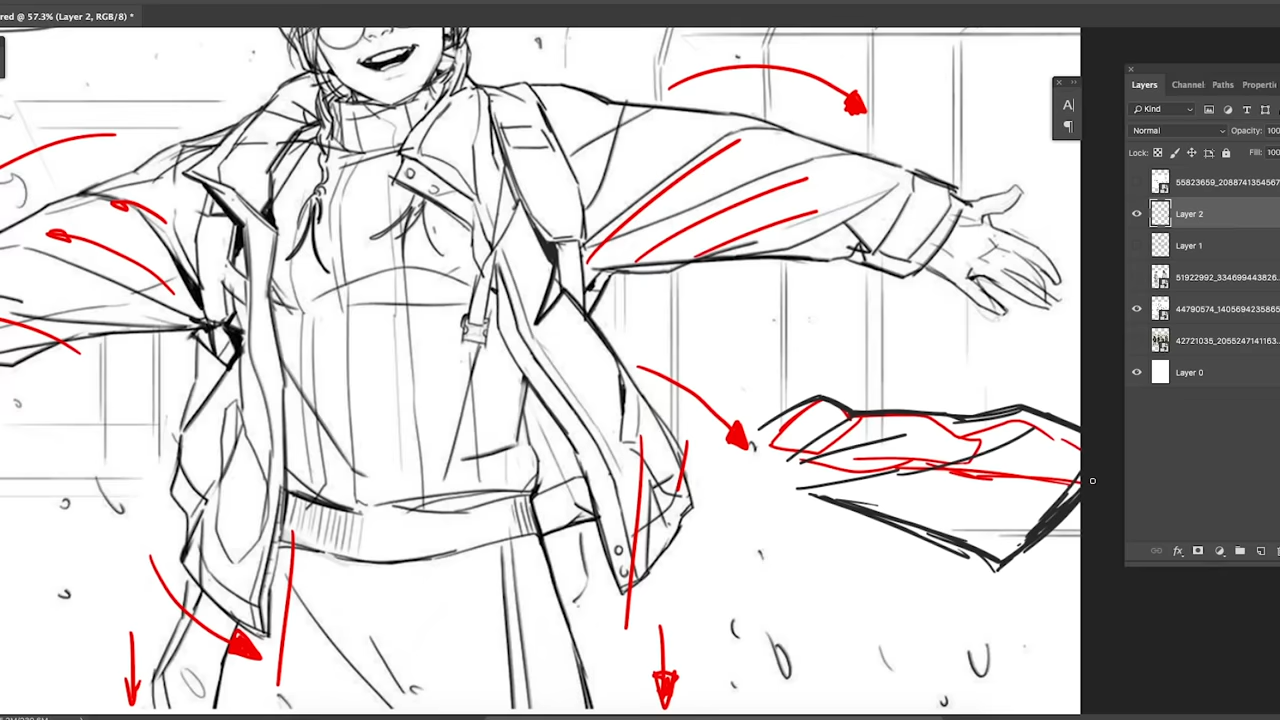 red @ 57.3% (Layer 2, RGB/8) *
A|
¶
Layers Channel Paths Properti
Kind
T
Normal Opacity: 100
Lock: Fill: 100
55823659_2088741354567
Layer 2
Layer 1
51922992_334699443826...
44790574_1405694235865
42721035_2055247141163...
Layer 0
fx